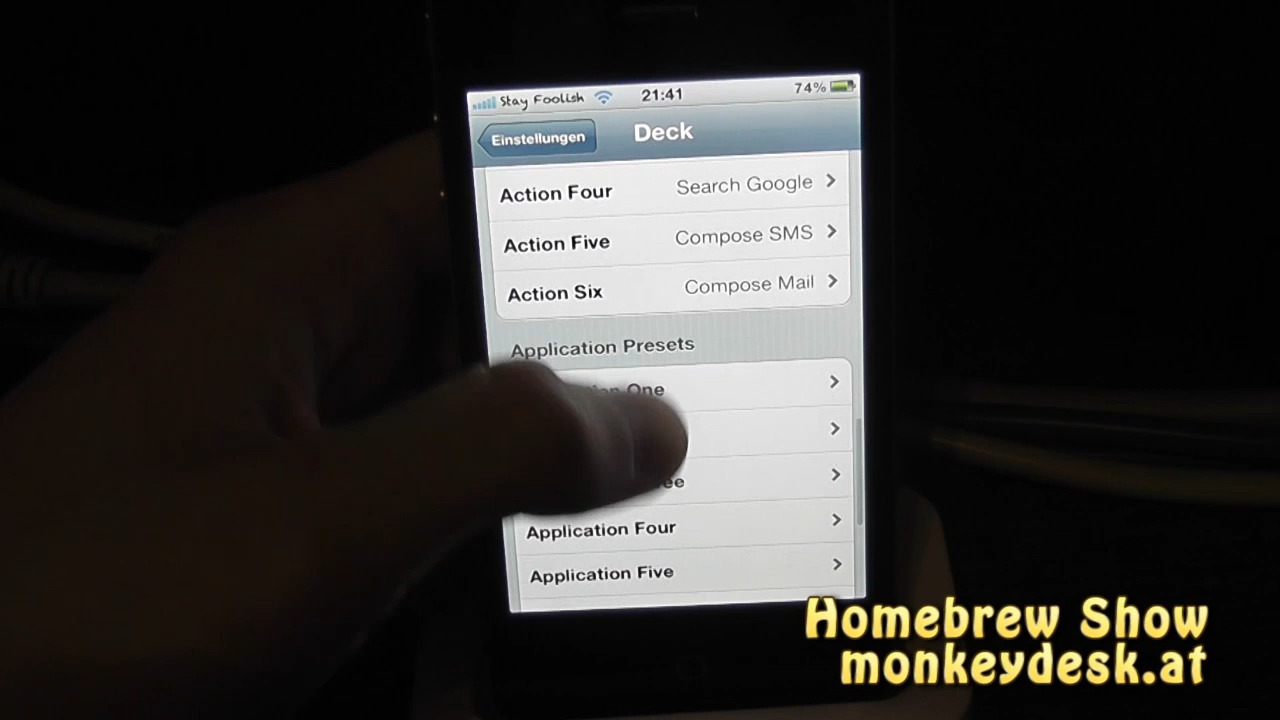 Stay Foolish 21:41 74%
Einstellungen Deck
Action Four Search Google
Action Five Compose SMS
Action Six Compose Mail
Application Presets
One
Application Four
Application Five
Homebrew Show
monkeydesk.at